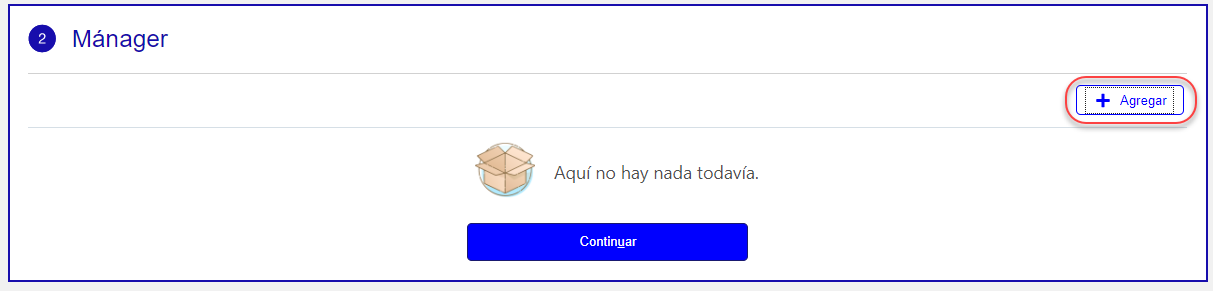 2 Mánager
+ Agregar
Aquí no hay nada todavía.
Continuar